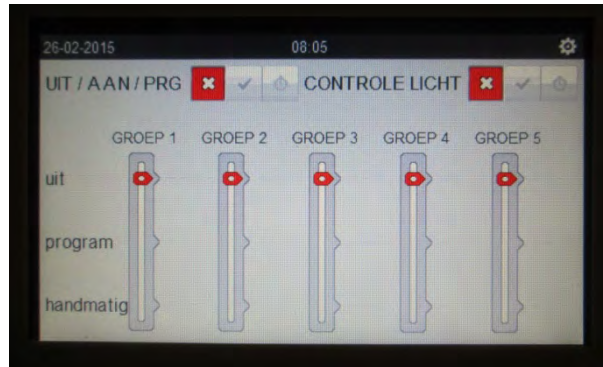 26-02-2015 08:05
UIT / AAN / PRG CONTROLE LICHT
GROEP 1 GROEP 2 GROEP 3 GROEP 4 GROEP 5
uit
program
handmatig